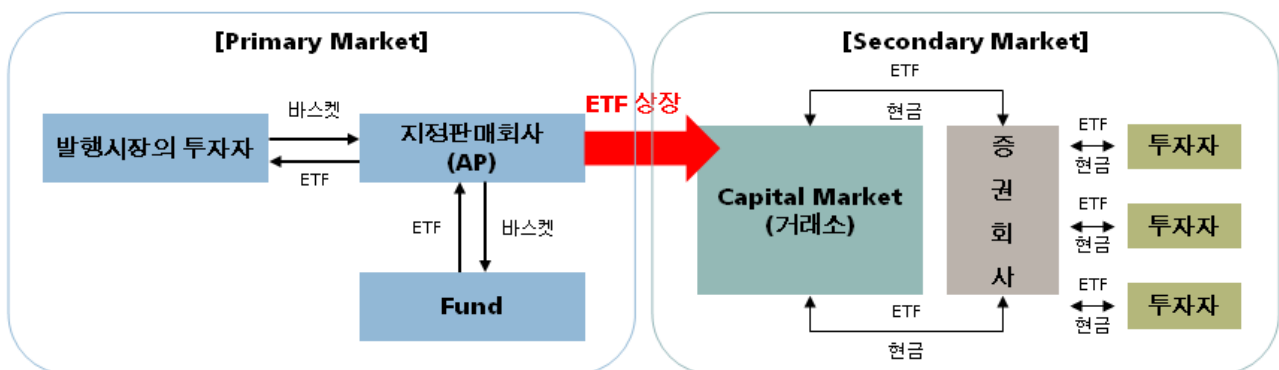 [Primary Market]
발행시장의 투자자
바스켓
ETF
지정판매회사
(AP)
ETF
바스켓
Fund
ETF 상장
[Secondary Market]
ETF
현금
Capital Market
(거래소)
증
권
회
사
ETF
현금
ETF
현금
투자자
ETF
현금
투자자
ETF
현금
투자자